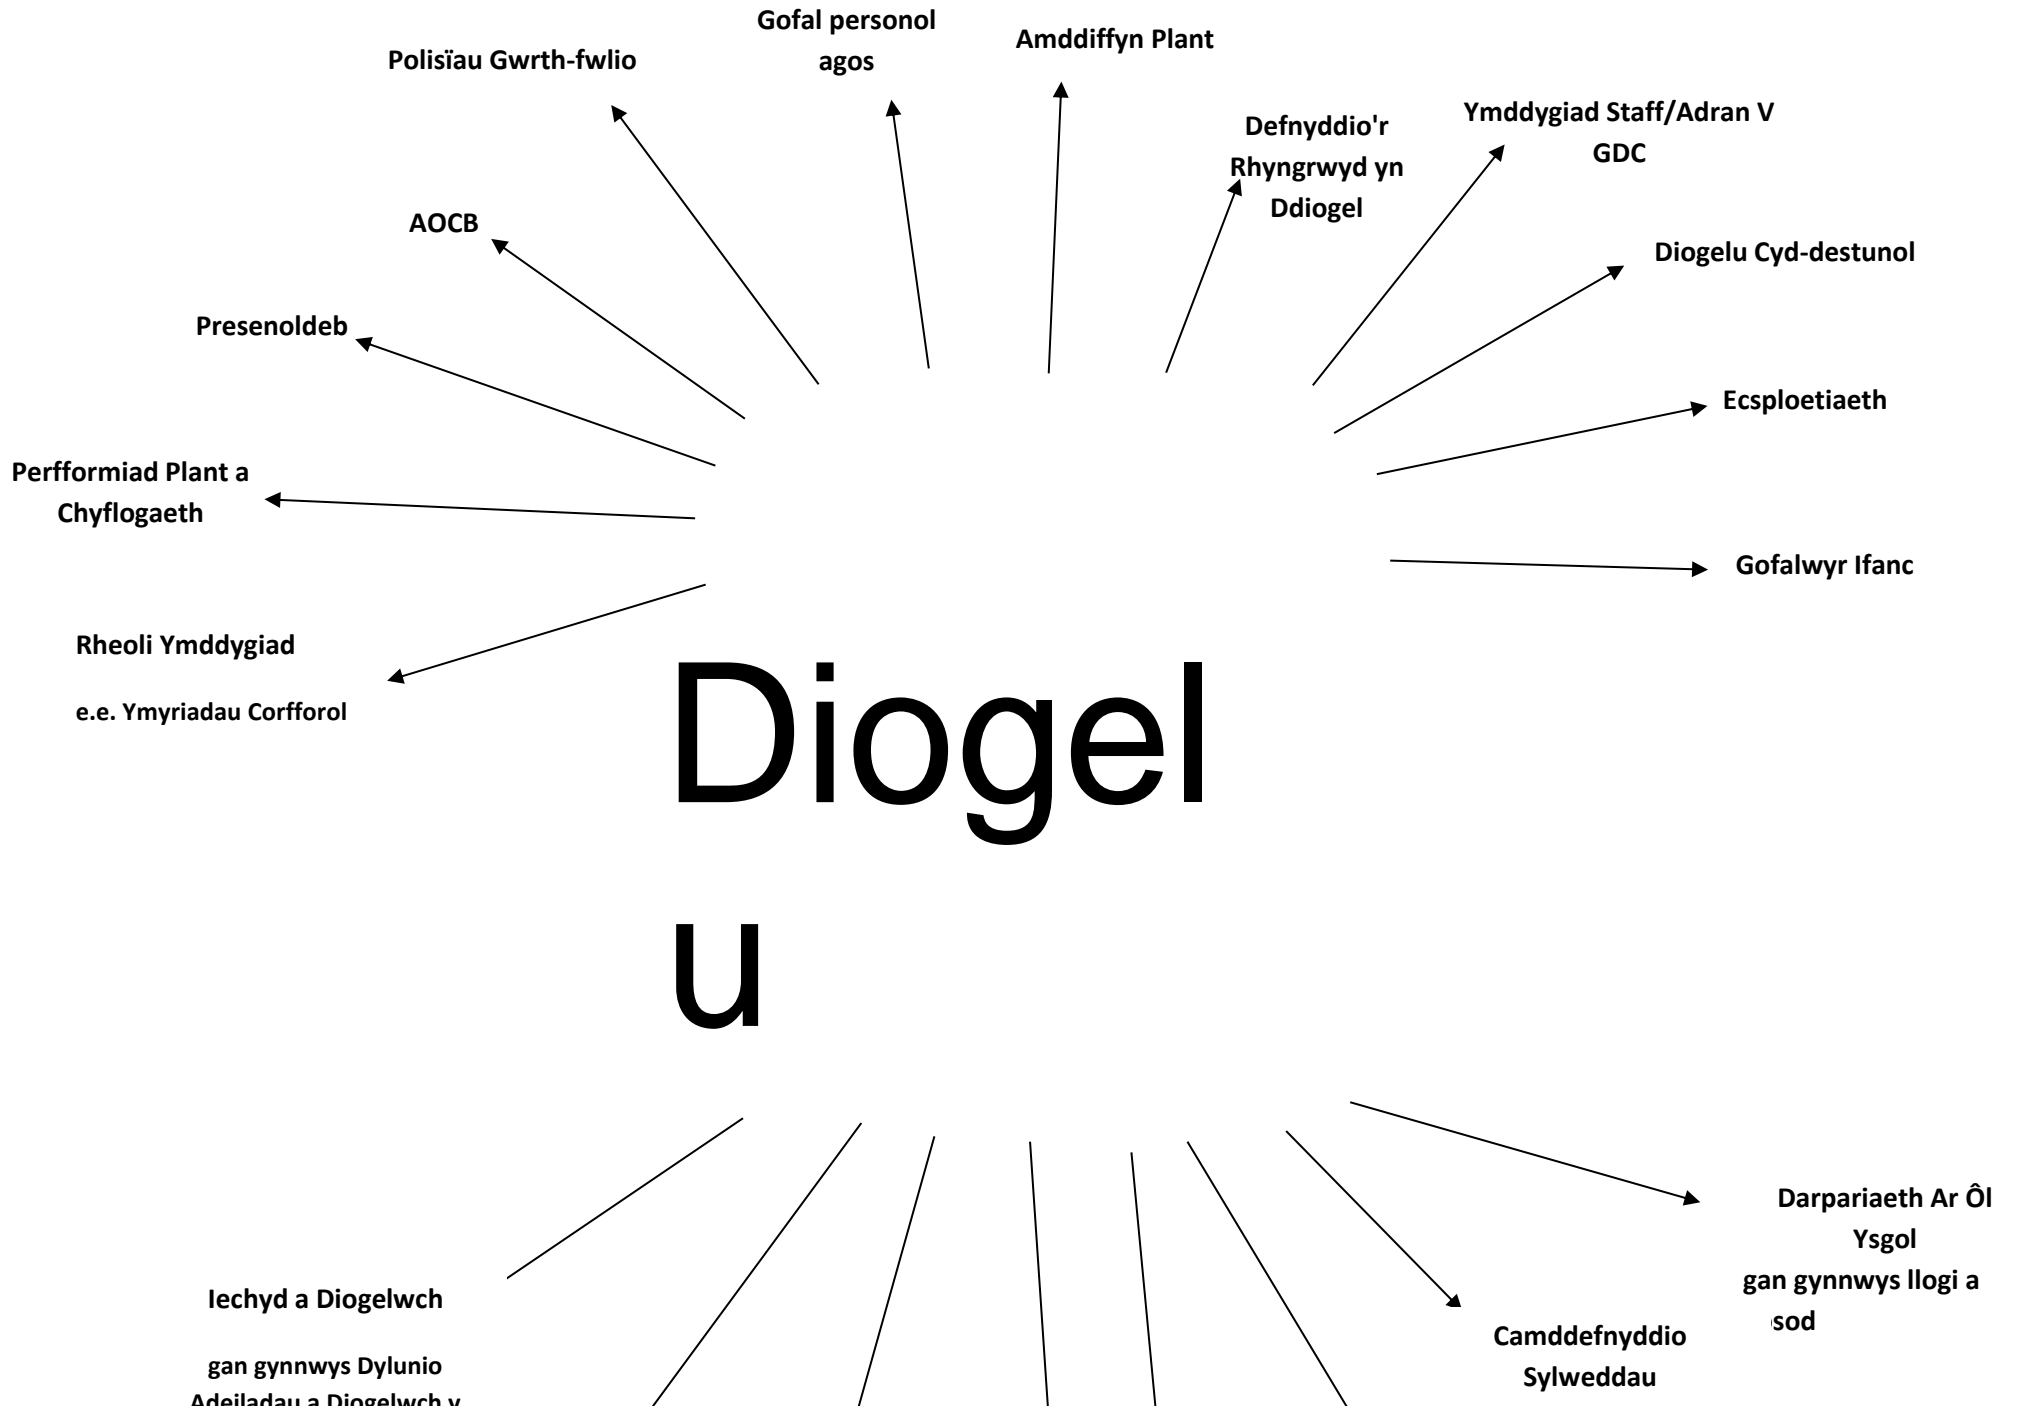 Gofal personol
agos
Amddiffyn Plant
Polisïau Gwrth-fwlio
Defnyddio'r
Rhyngrwyd yn
Ddiogel
Ymddygiad Staff/Adran V
GDC
AOCB
Diogelu Cyd-destunol
Presenoldeb
Ecsploetiaeth
Perfformiad Plant a
Chyflogaeth
Gofalwyr Ifanc
Rheoli Ymddygiad
e.e. Ymyriadau Corfforol
Diogel
u
Darpariaeth Ar Ôl
Ysgol
gan gynnwys llogi a
Iechyd a Diogelwch
gan gynnwys Dylunio
Adeiladau a Diogelwch y
Camddefnyddio
Sylweddau